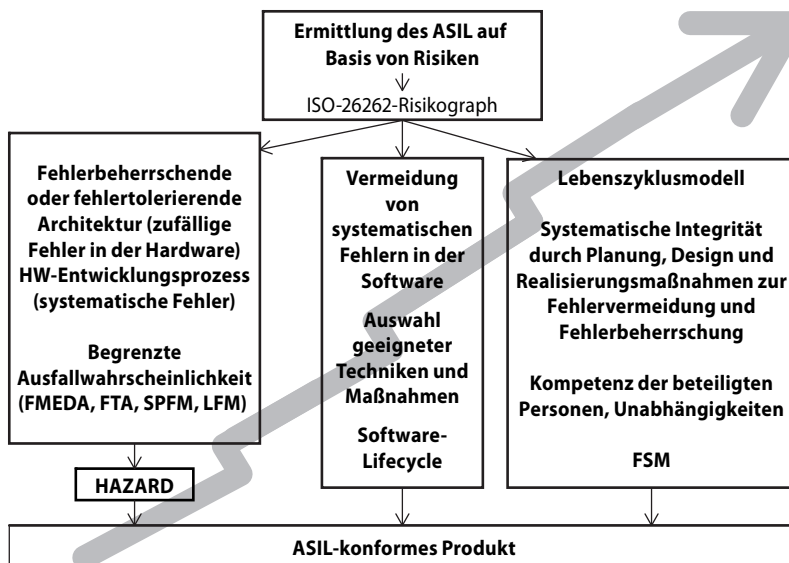 Ermittlung des ASIL auf
Basis von Risiken
ISO-26262-Risikograph
Fehlerbeherrschende
oder fehlertolerierende
Architektur (zufällige
Fehler in der Hardware)
HW-Entwicklungsprozess
(systematische Fehler)
Begrenzte
Ausfallwahrscheinlichkeit
(FMEDA, FTA, SPFM, LFM)
HAZARD
Vermeidung
von
systematischen
Fehlern in der
Software
Auswahl
geeigneter
Techniken und
Maßnahmen
Software-
Lifecycle
Lebenszyklusmodell
Systematische Integrität
durch Planung, Design und
Realisierungsmaßnahmen zur
Fehlervermeidung und
Fehlerbeherrschung
Kompetenz der beteiligten
Personen, Unabhängigkeiten
FSM
ASIL-konformes Produkt